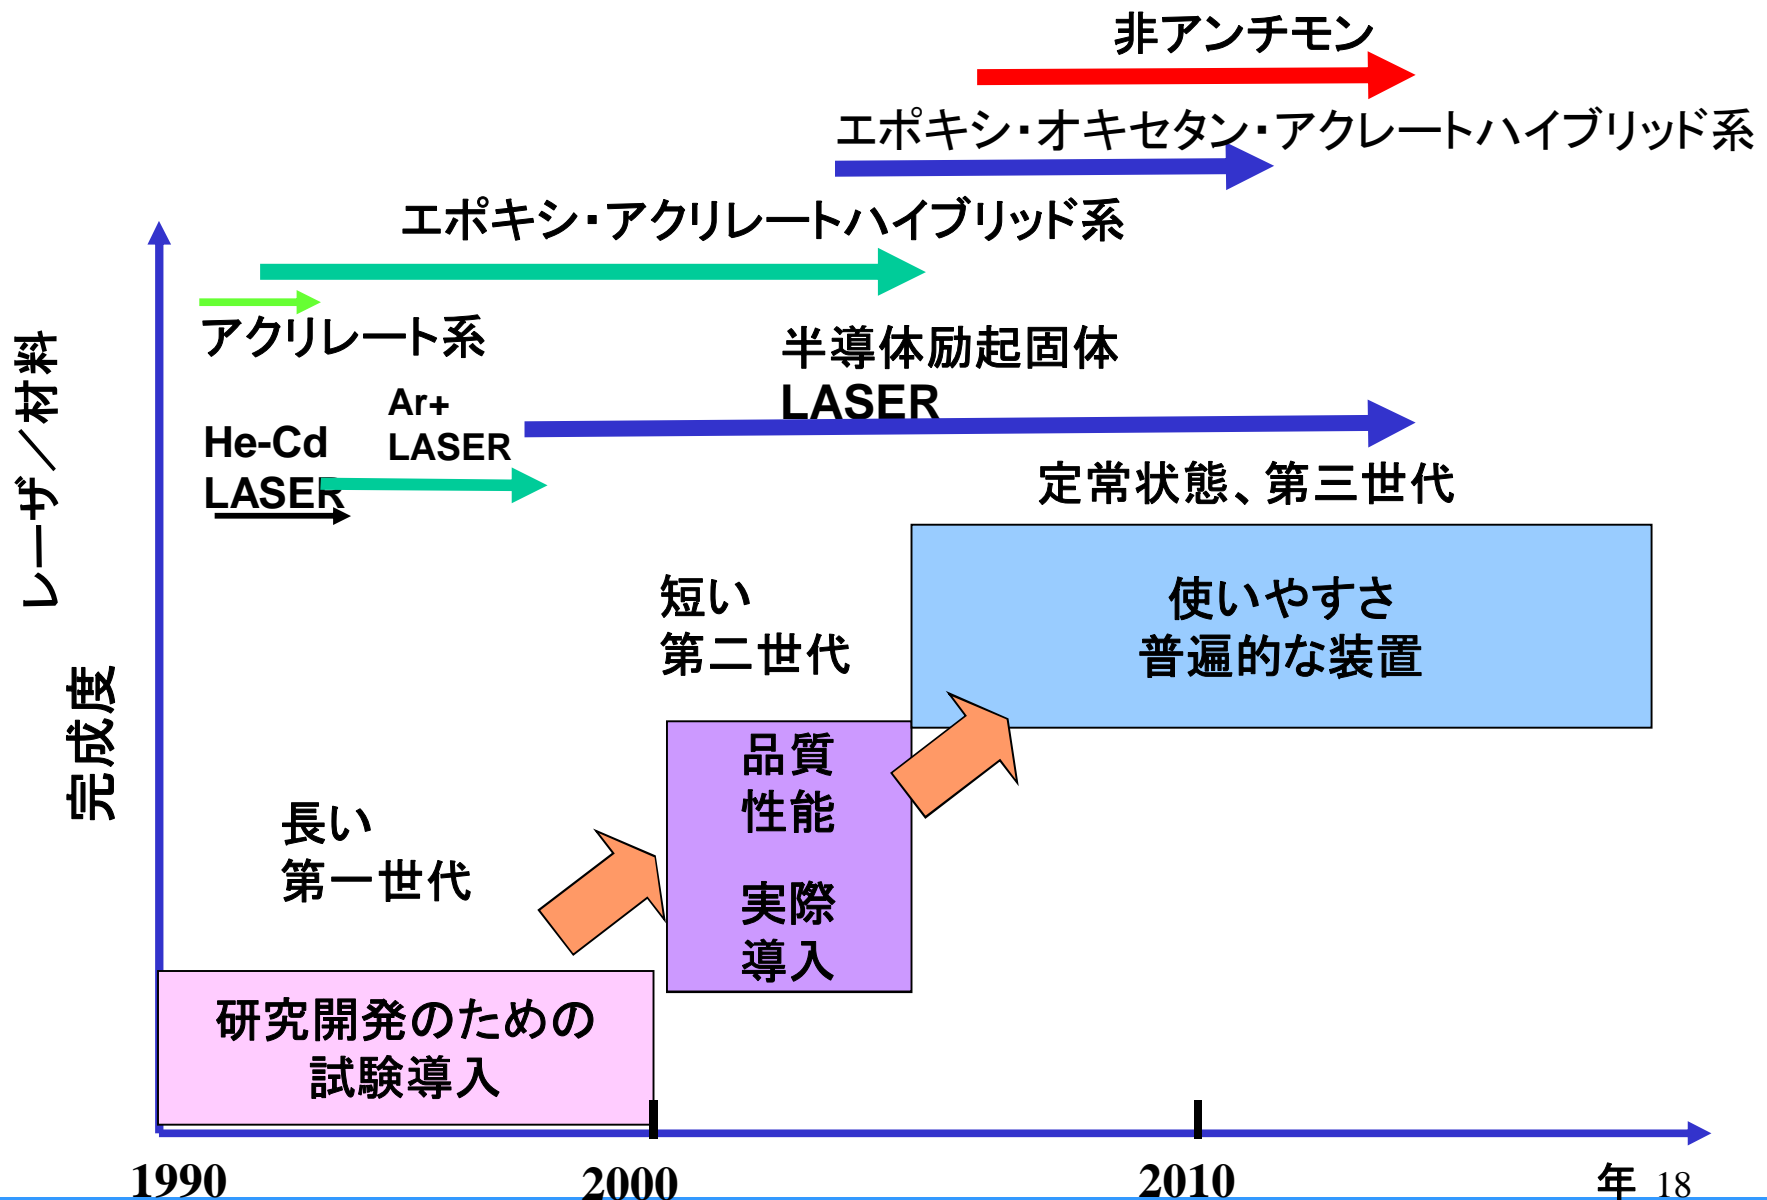 非アンチモン
エポキシ・オキセタン・アクレートハイブリッド系
エポキシ・アクリレートハイブリッド系
アクリレート系
半導体励起固体
LASER
Ar+
LASER
He-Cd
LASER
レーザ／材料
定常状態、第三世代
使いやすさ
普遍的な装置
短い
第二世代
完成度
品質
性能
実際
導入
長い
第一世代
研究開発のための
試験導入
1990
2000
2010
年
18